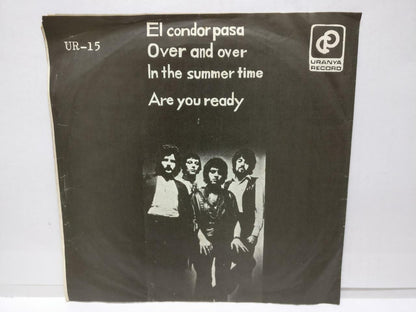 El condor pasa
UR-15
Over and over
In the summer time
Are you ready
URANYA
RECORD